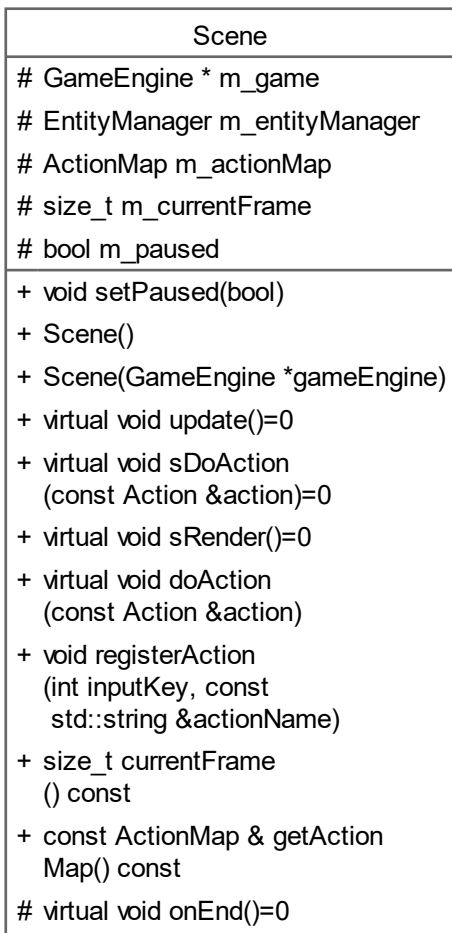 Scene
# GameEngine * m_game
# EntityManager m_entityManager
# ActionMap m_actionMap
# size_t m_currentFrame
# bool m_paused
+ void setPaused(bool)
+ Scene()
+ Scene(GameEngine *gameEngine)
+ virtual void update()=0
+ virtual void sDoAction
(const Action &action)=0
+ virtual void sRender()=0
+ virtual void doAction
(const Action &action)
+ void registerAction
(int inputKey, const
std::string &actionName)
+ size_t currentFrame
() const
+ const ActionMap & getAction
Map() const
# virtual void onEnd()=0